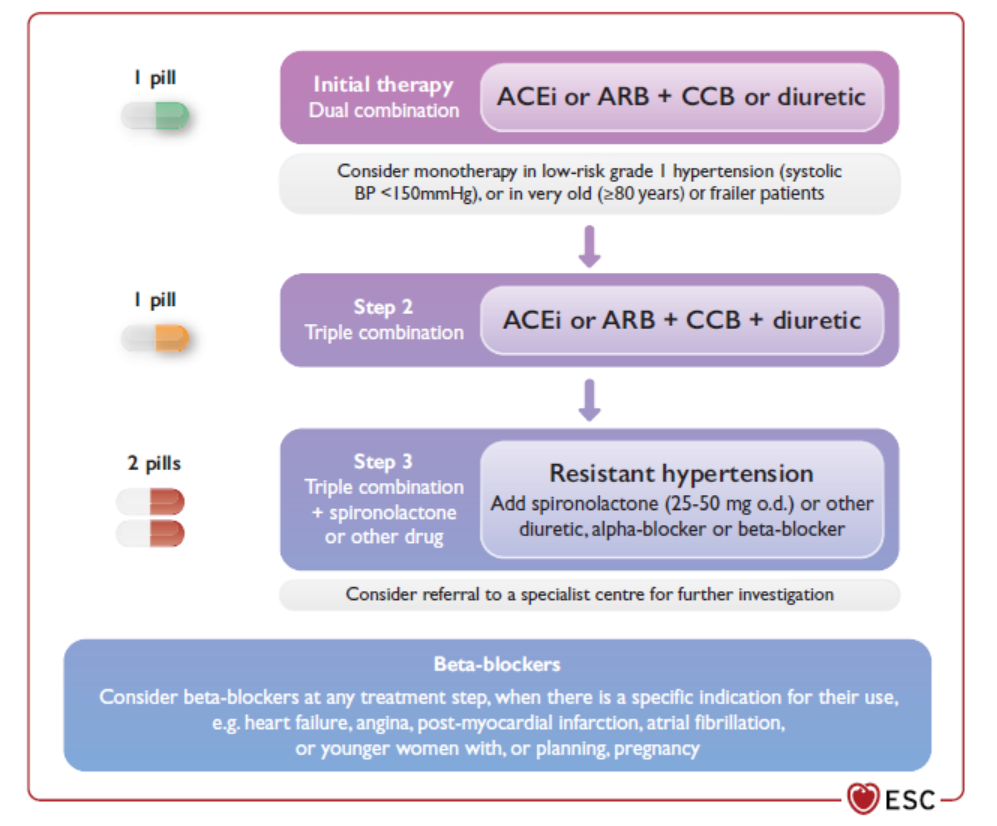 1 pill
Initial therapy
Dual combination
ACEi or ARB + CCB or diuretic
Consider monotherapy in low-risk grade 1 hypertension (systolic
BP <150mmHg), or in very old (≥80 years) or frailer patients
1 pill
Step 2
Triple combination
ACEi or ARB + CCB + diuretic
2 pills
Step 3
Triple combination
+ spironolactone
or other drug
Resistant hypertension
Add spironolactone (25-50 mg o.d.) or other
diuretic, alpha-blocker or beta-blocker
Consider referral to a specialist centre for further investigation
Beta-blockers
Consider beta-blockers at any treatment step, when there is a specific indication for their use,
e.g. heart failure, angina, post-myocardial infarction, atrial fibrillation,
or younger women with, or planning, pregnancy
ESC